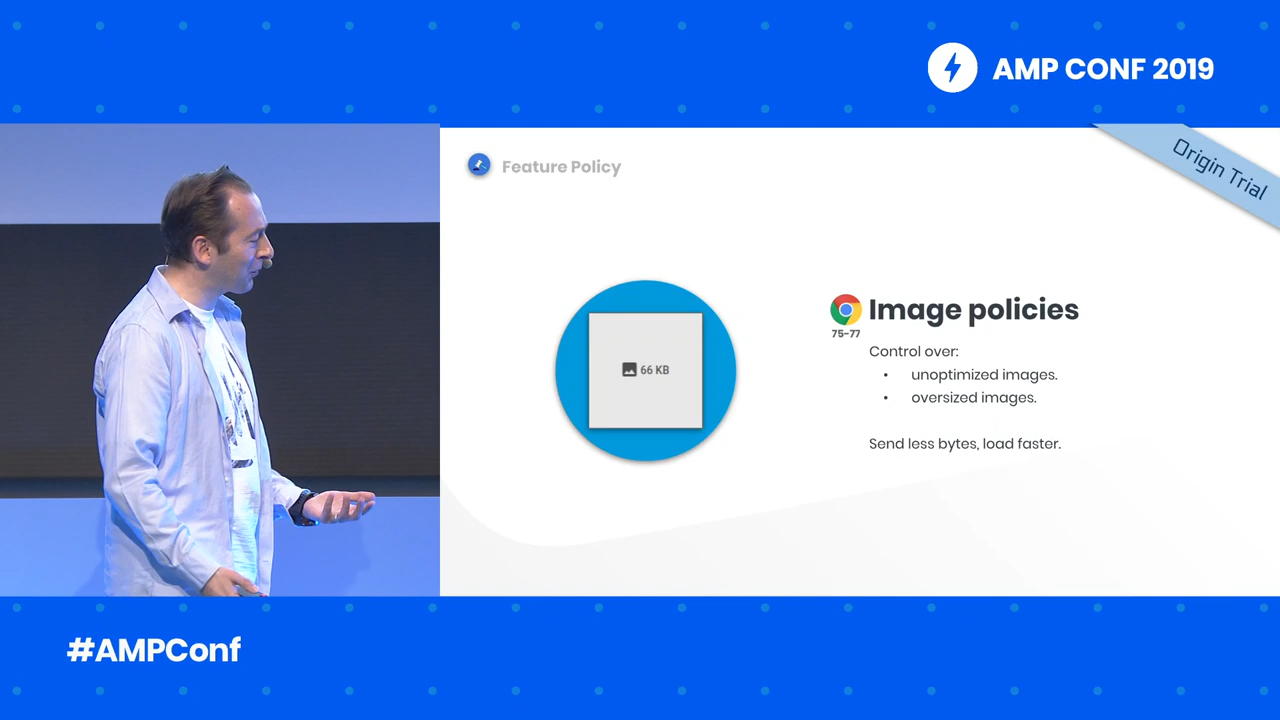 AMP CONF 2019
Feature Policy
Origin Trial
66 KB
Image policies
75-77
Control over:
• unoptimized images.
• oversized images.
Send less bytes, load faster.
#AMPConf